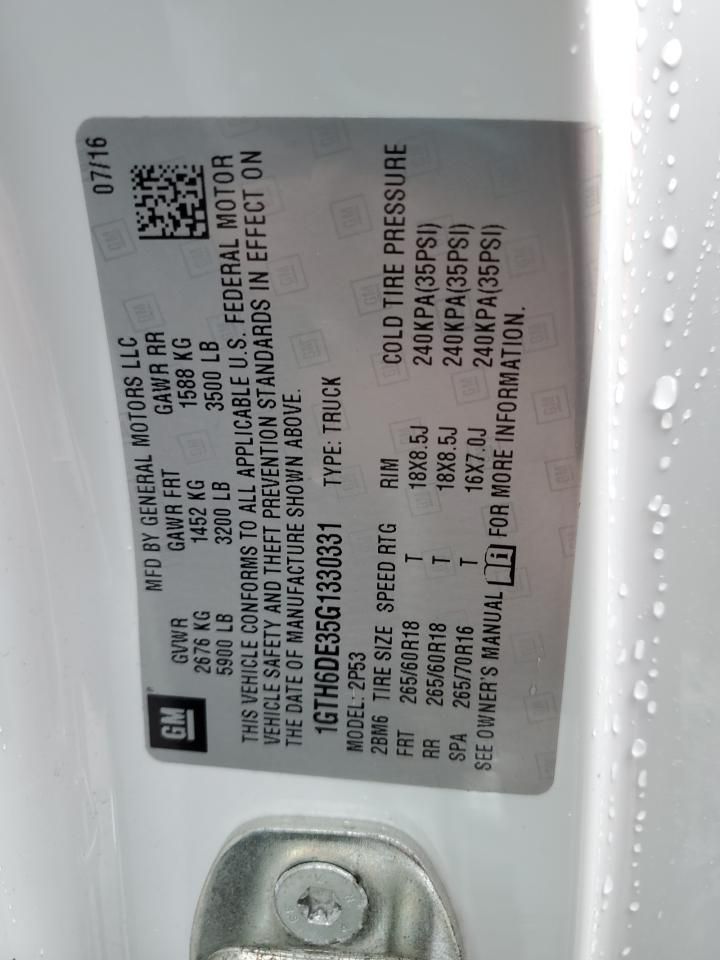 GM
MFD BY GENERAL MOTORS LLC 07/16
GVWR GAWR FRT GAWR RR
2676 KG 1452 KG 1588 KG
5900 LB 3200 LB 3500 LB
THIS VEHICLE CONFORMS TO ALL APPLICABLE U.S. FEDERAL MOTOR
VEHICLE SAFETY AND THEFT PREVENTION STANDARDS IN EFFECT ON
THE DATE OF MANUFACTURE SHOWN ABOVE.
1GTH6DE35G1330331 TYPE: TRUCK
MODEL: 2P53
2BM6 TIRE SIZE SPEED RTG RIM COLD TIRE PRESSURE
FRT 265/60R18 T 18X8.5J 240KPA(35PSI)
RR 265/60R18 T 18X8.5J 240KPA(35PSI)
SPA 265/70R16 T 16X7.0J 240KPA(35PSI)
SEE OWNER'S MANUAL i FOR MORE INFORMATION.